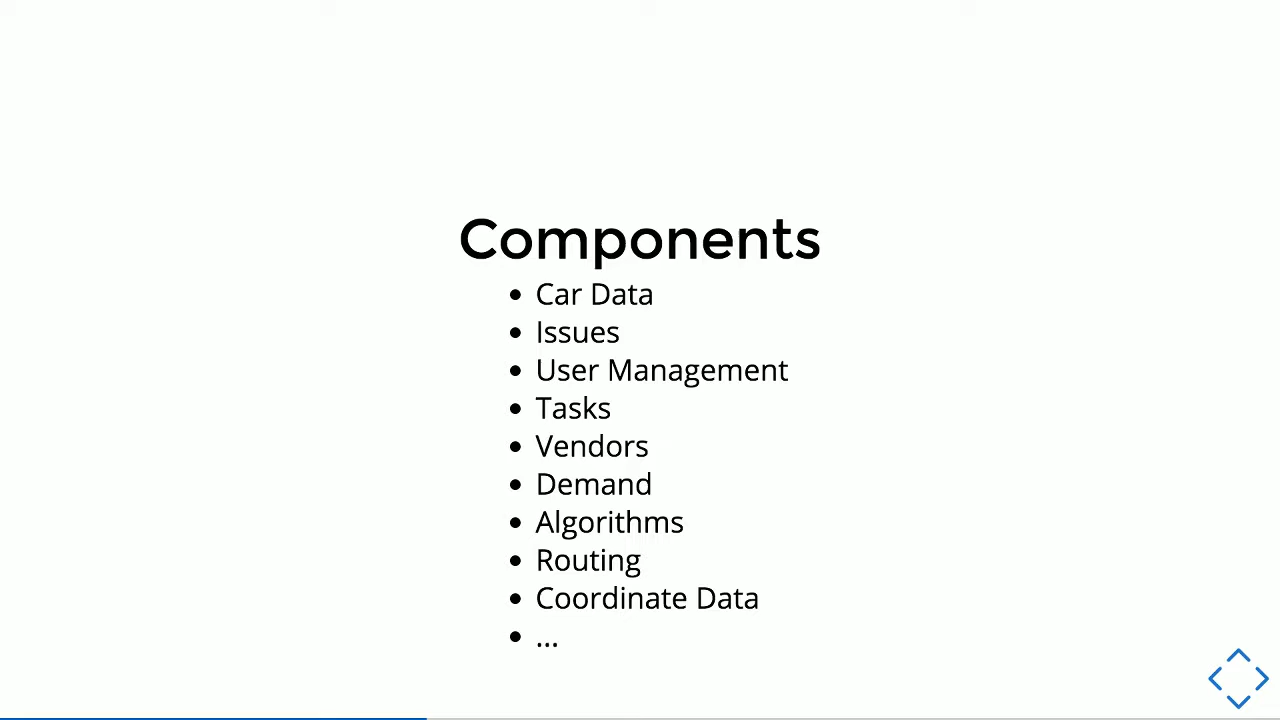 Components
• Car Data
• Issues
• User Management
• Tasks
• Vendors
• Demand
• Algorithms
• Routing
• Coordinate Data
• ...